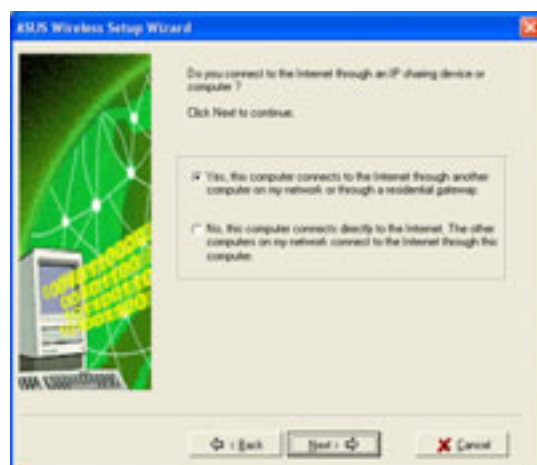 ASUS Wireless Setup Wizard
Do you connect to the Internet through an IP sharing device or
computer ?
Click Next to continue.
Yes, this computer connects to the Internet through another
computer on my network or through a residential gateway.
No, this computer connects directly to the Internet. The other
computers on my network connect to the Internet through this
computer.
< Back
Next >
Cancel